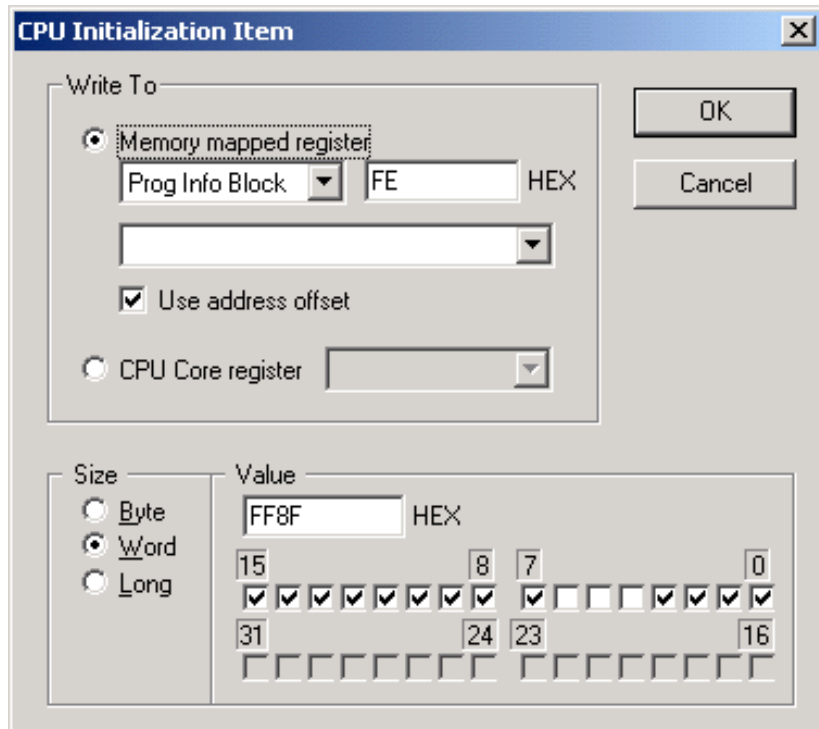 CPU Initialization Item
Write To
OK
Memory mapped register
Prog Info Block FE HEX
Cancel
Use address offset
CPU Core register
Size Value
Byte FF8F HEX
Word
15 8 7 0
Long
31 24 23 16